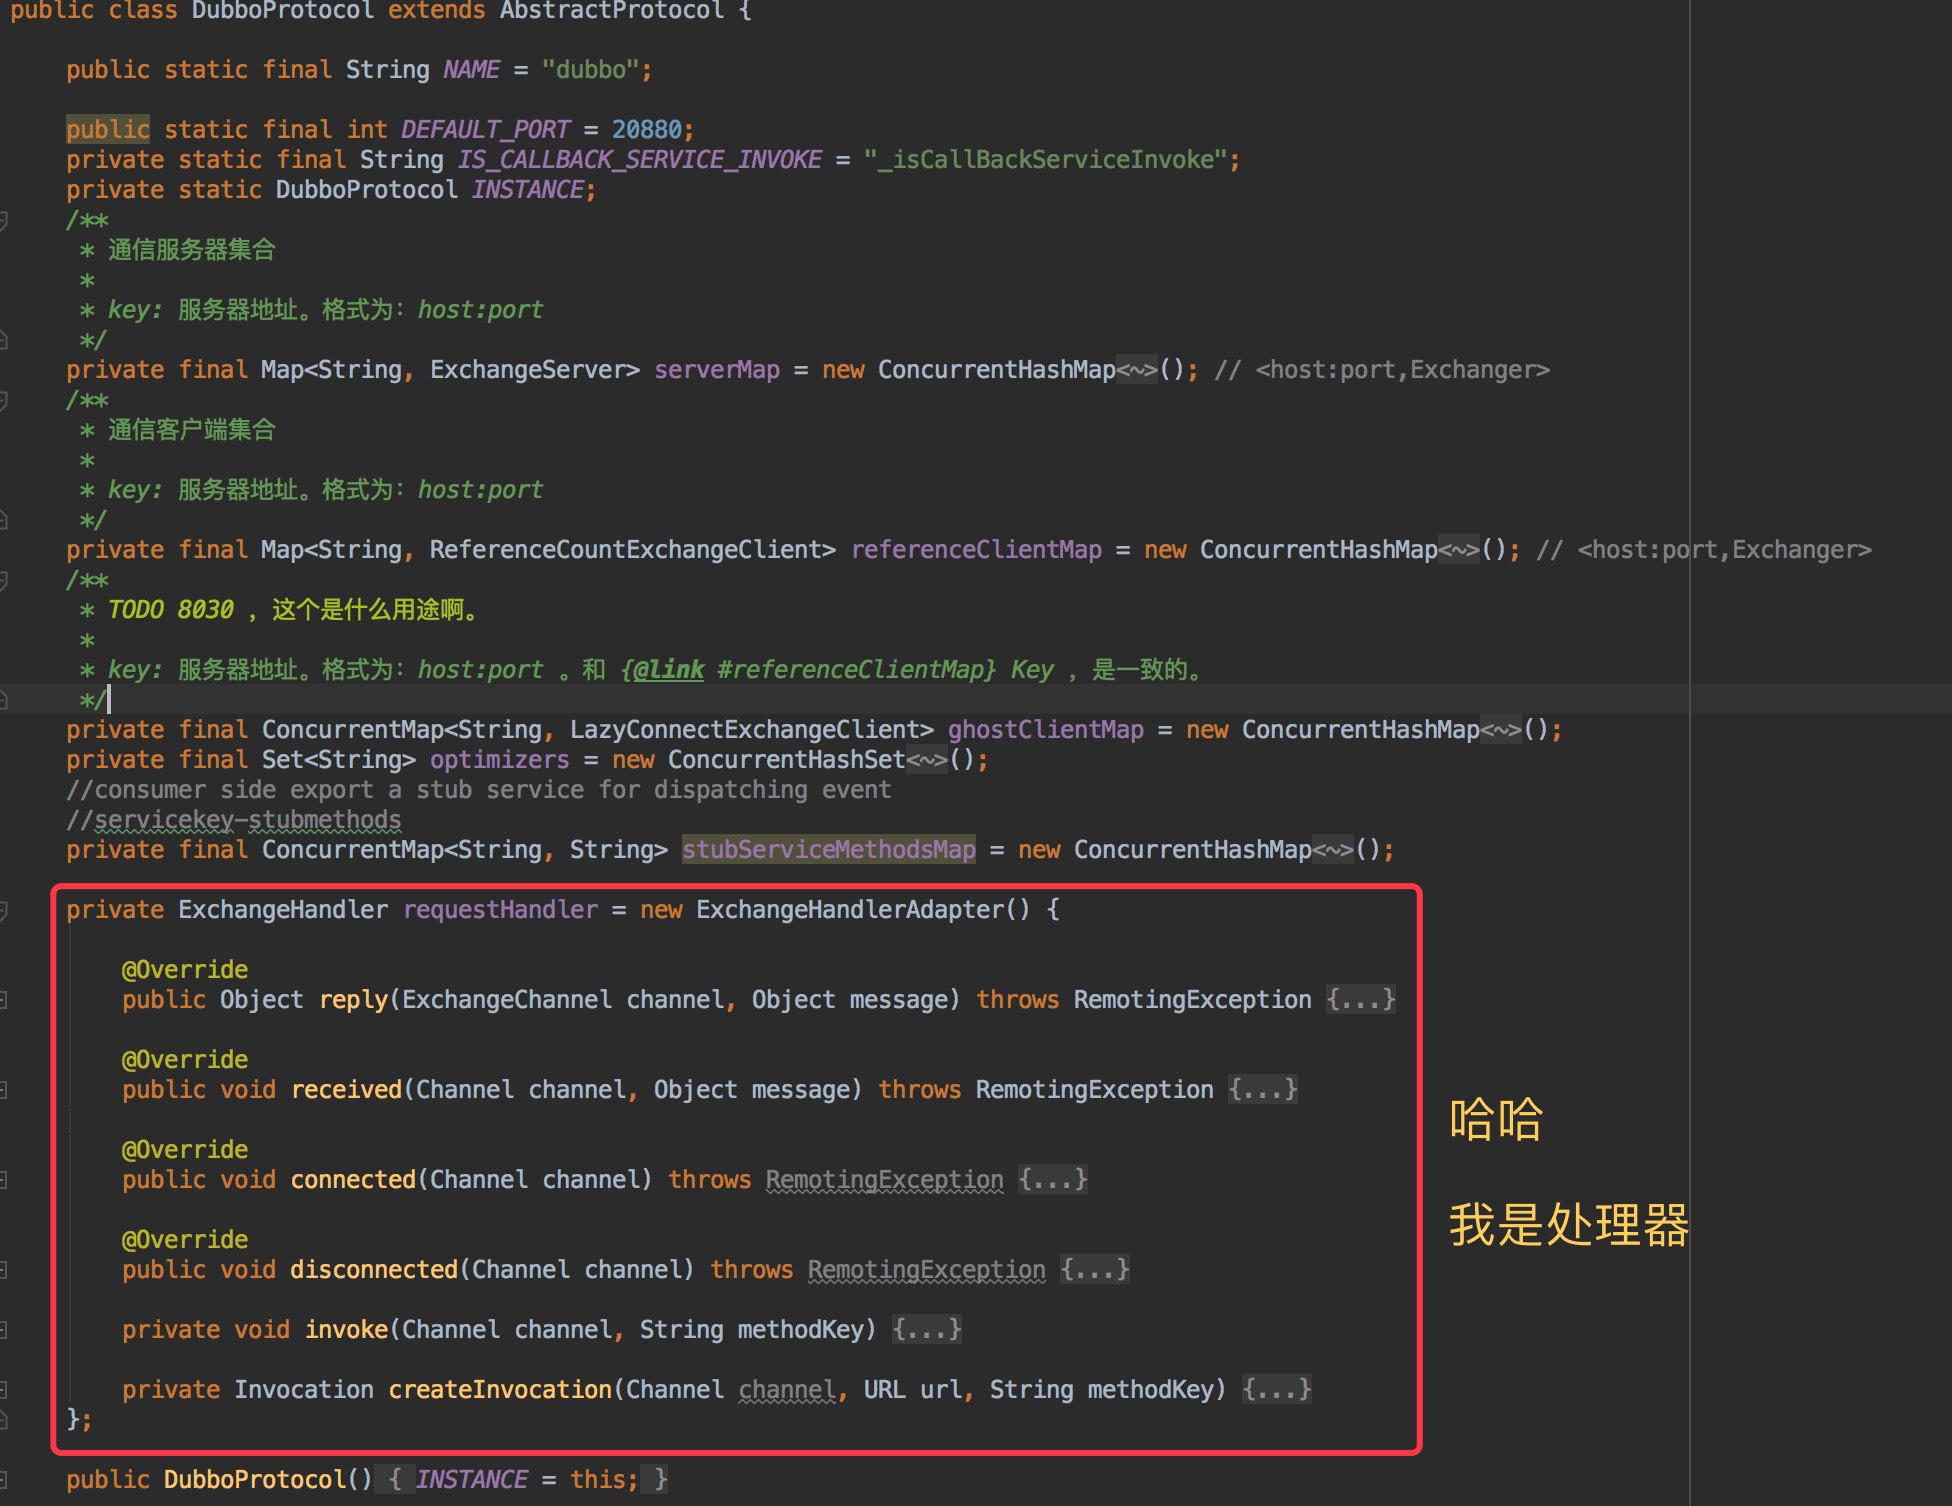 public class DubboProtocol extends AbstractProtocol {
public static final String NAME = "dubbo";
public static final int DEFAULT_PORT = 20880;
private static final String IS_CALLBACK_SERVICE_INVOKE = "_isCallBackServiceInvoke";
private static DubboProtocol INSTANCE;
/**
* 通信服务器集合
*
* key: 服务器地址。格式为：host:port
*/
private final Map<String, ExchangeServer> serverMap = new ConcurrentHashMap<~>(); // <host:port,Exchanger>
/**
* 通信客户端集合
*
* key: 服务器地址。格式为：host:port
*/
private final Map<String, ReferenceCountExchangeClient> referenceClientMap = new ConcurrentHashMap<~>(); // <host:port,Exchanger>
/**
* TODO 8030 ，这个是什么用途啊。
*
* key: 服务器地址。格式为：host:port 。和 {@link #referenceClientMap} Key ，是一致的。
*/
private final ConcurrentMap<String, LazyConnectExchangeClient> ghostClientMap = new ConcurrentHashMap<~>();
private final Set<String> optimizers = new ConcurrentHashSet<~>();
//consumer side export a stub service for dispatching event
//servicekey-stubmethods
private final ConcurrentMap<String, String> stubServiceMethodsMap = new ConcurrentHashMap<~>();
private ExchangeHandler requestHandler = new ExchangeHandlerAdapter() {
@Override
public Object reply(ExchangeChannel channel, Object message) throws RemotingException {...}
@Override
public void received(Channel channel, Object message) throws RemotingException {...}
@Override
public void connected(Channel channel) throws RemotingException {...}
@Override
public void disconnected(Channel channel) throws RemotingException {...}
private void invoke(Channel channel, String methodKey) {...}
private Invocation createInvocation(Channel channel, URL url, String methodKey) {...}
};
哈哈
我是处理器
public DubboProtocol() { INSTANCE = this; }